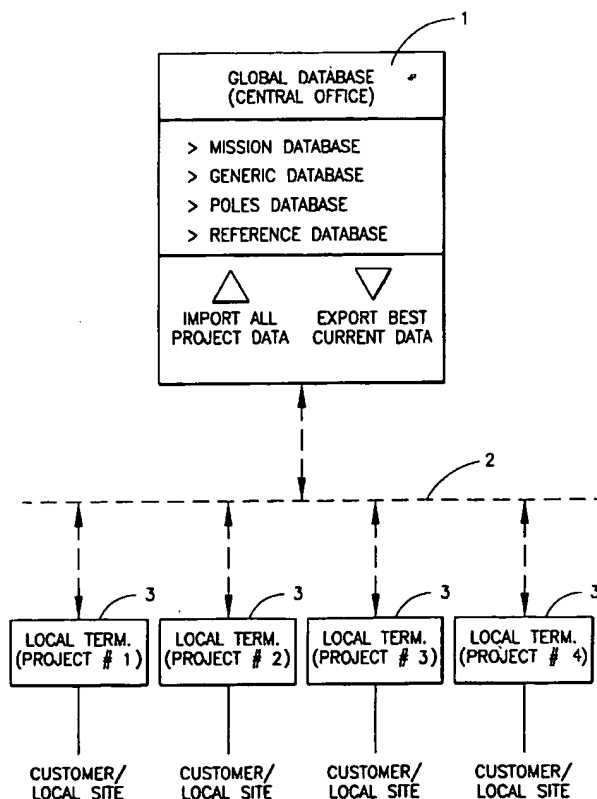 1
GLOBAL DATABASE
(CENTRAL OFFICE)
> MISSION DATABASE
> GENERIC DATABASE
> POLES DATABASE
> REFERENCE DATABASE
IMPORT ALL
PROJECT DATA
EXPORT BEST
CURRENT DATA
2
3
3
3
3
LOCAL TERM.
(PROJECT # 1)
LOCAL TERM.
(PROJECT # 2)
LOCAL TERM.
(PROJECT # 3)
LOCAL TERM.
(PROJECT # 4)
CUSTOMER/
LOCAL SITE
CUSTOMER/
LOCAL SITE
CUSTOMER/
LOCAL SITE
CUSTOMER/
LOCAL SITE